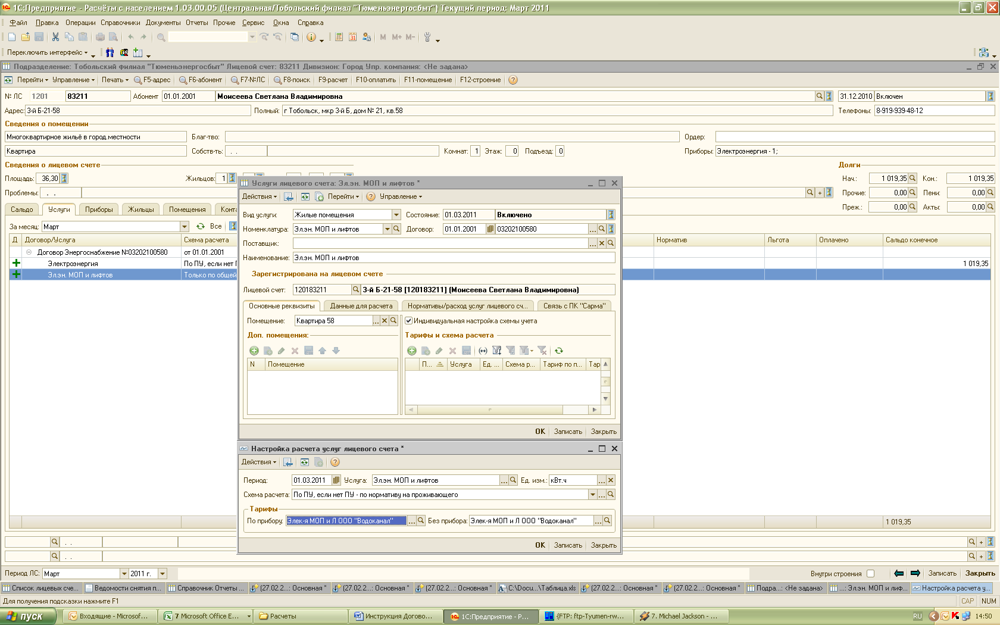 1С:Предприятие - Расчёты с населением 1.03.00.05 (Центральная/Тобольский филиал "Тюменьэнергосбыт") Текущий период: Март 2011
Файл Правка Операции Справочники Документы Отчеты Прочие Сервис Окна Справка
M M+ M-
Переключить интерфейс
Подразделение: Тобольский филиал "Тюменьэнергосбыт" Лицевой счет: 83211 Дивизион: Город Упр. компания: <Не задана>
Перейти Управление Печать F5-адрес F6-абонент F7-№ЛС F8-поиск F9-расчет F10-оплатить F11-помещение F12-строение
№ ЛС 1201 83211 Абонент 01.01.2001 Моисеева Светлана Владимировна 31.12.2010 Включен
Адрес: 3-й Б-21-58 Полный: г Тобольск, мкр 3-й Б, дом № 21, кв.58 Телефоны: 8-919-939-48-12
Сведения о помещении
Многоквартирное жильё в город.местности Благ-тво: Ордер:
Квартира Собств-ть: . . Комнат: 1 Этаж: 0 Подъезд: 0 Приборы: Электроэнергия - 1;
Сведения о лицевом счете Долги
Площадь: 36,30 Жильцов: 1 Нач.: 1 019,35 Кон.: 1 019,35
Проблемы: . . Прочие: 0,00 Пени: 0,00
Преж.: 0,00 Акты: 0,00
Сальдо Услуги Приборы Жильцы Помещения Конта
За месяц: Март Все
Д Договор/Услуга Схема расчета Норматив Льгота Оплачено Сальдо конечное
Договор Энергоснабжение №03202100580 от 01.01.2001
Электроэнергия По ПУ, если нет П 1 019,35
Эл.эн. МОП и лифтов Только по общей
1 019,35
Услуги лицевого счета: Эл.эн. МОП и лифтов *
Действия Перейти Управление
Вид услуги: Жилые помещения Состояние: 01.03.2011 Включено
Номенклатура: Эл.эн. МОП и лифтов Договор: 01.01.2001 03202100580
Поставщик:
Наименование: Эл.эн. МОП и лифтов
Зарегистрирована на лицевом счете
Лицевой счет: 120183211 3-й Б-21-58 [120183211] (Моисеева Светлана Владимировна)
Основные реквизиты Данные для расчета Нормативы/расход услуг лицевого сч... Связь с ПК "Сарма"
Помещение: Квартира 58 Индивидуальная настройка схемы учета
Доп. помещения: Тарифы и схема расчета
N Помещение П... Услуга Ед. ... Схема р... Тариф по п... Тар
OK Записать Закрыть
Настройка расчета услуг лицевого счета *
Действия
Период: 01.03.2011 Услуга: Эл.эн. МОП и лифтов Ед. изм.: кВт.ч
Схема расчета: По ПУ, если нет ПУ - по нормативу на проживающего
Тарифы
По прибору: Элек-я МОП и Л ООО "Водоканал" Без прибора: Элек-я МОП и Л ООО "Водоканал"
OK Записать Закрыть
. .
. .
Период ЛС: Март 2011 г. Внутри строения Записать Закрыть
Список лицевых сче... Ведомости снятия п... Справочник Отчеты ... (27.02.2...: Основная * (27.02.2...: Основная * (27.02.2...: Основная * C:\Docu...\Таблица.xls (27.02.2...: Основная * (27.02.2...: Основная * Подра...: <Не задана> ...: Эл.эн. МОП и лиф... Настройка расчета у...
Для получения подсказки нажмите F1 CAP NUM
пуск Входящие - Microsof... 7 Microsoft Office E... Расчеты Инструкция Догово... 1С:Предприятие - Р... {FTP: ftp-Tyumen-rw... 7. Michael Jackson - ... RU 14:50